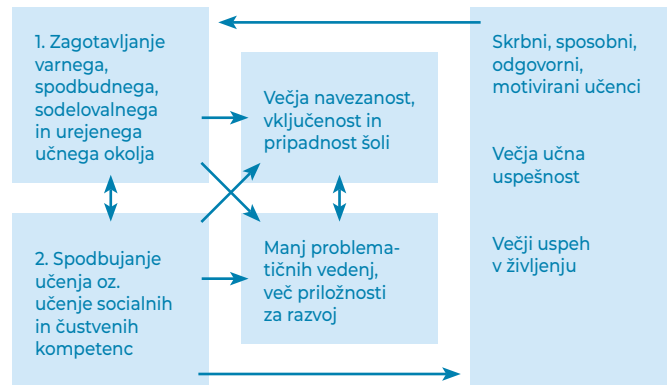 1. Zagotavljanje
varnega,
spodbudnega,
sodelovalnega
in urejenega
učnega okolja
2. Spodbujanje
učenja oz.
učenje socialnih
in čustvenih
kompetenc
Večja navezanost,
vključenost in
pripadnost šoli
Manj problema-
tičnih vedenj,
več priložnosti
za razvoj
Skrbni, sposobni,
odgovorni,
motivirani učenci
Večja učna
uspešnost
Večji uspeh
v življenju